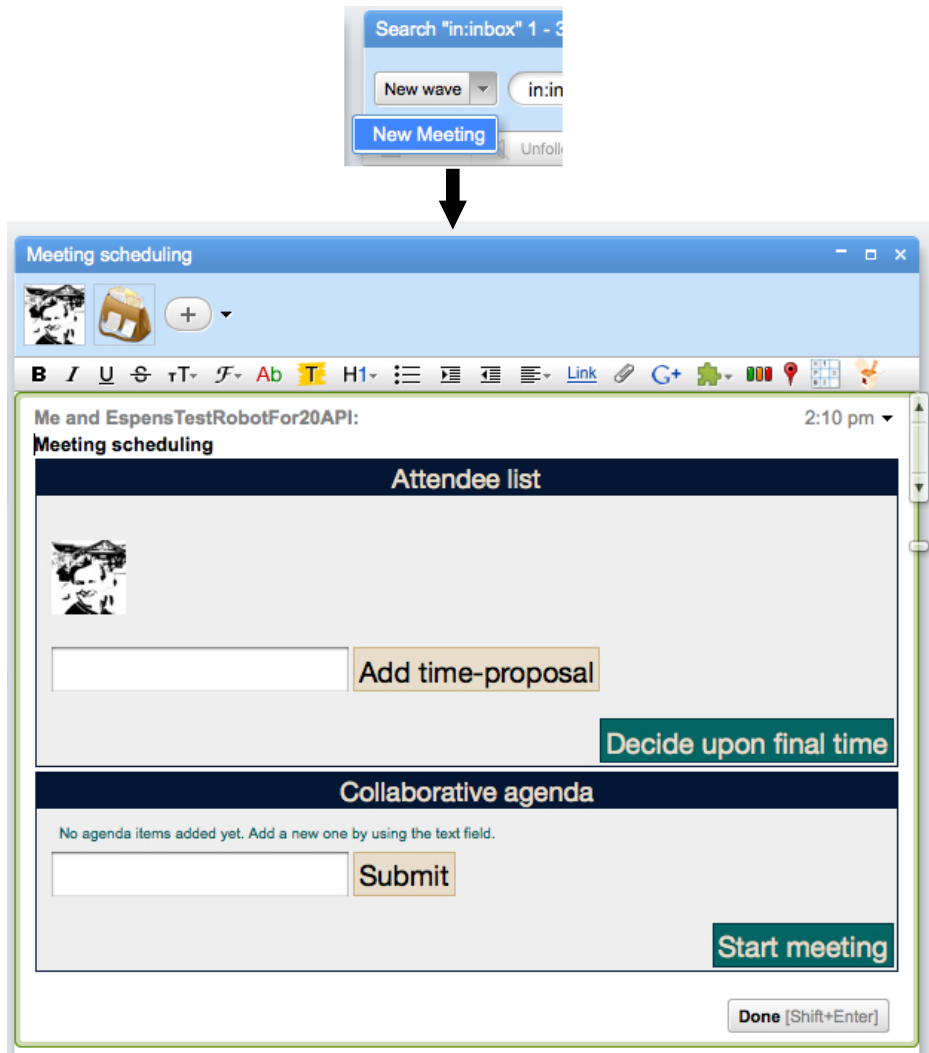 Search "in:inbox" 1 - 3
New wave in:in
New Meeting
Unfoll
Meeting scheduling
+
B I U S TT F Ab T H1 Link G+
Me and EspensTestRobotFor20API: 2:10 pm
Meeting scheduling
Attendee list
Add time-proposal
Decide upon final time
Collaborative agenda
No agenda items added yet. Add a new one by using the text field.
Submit
Start meeting
Done [Shift+Enter]